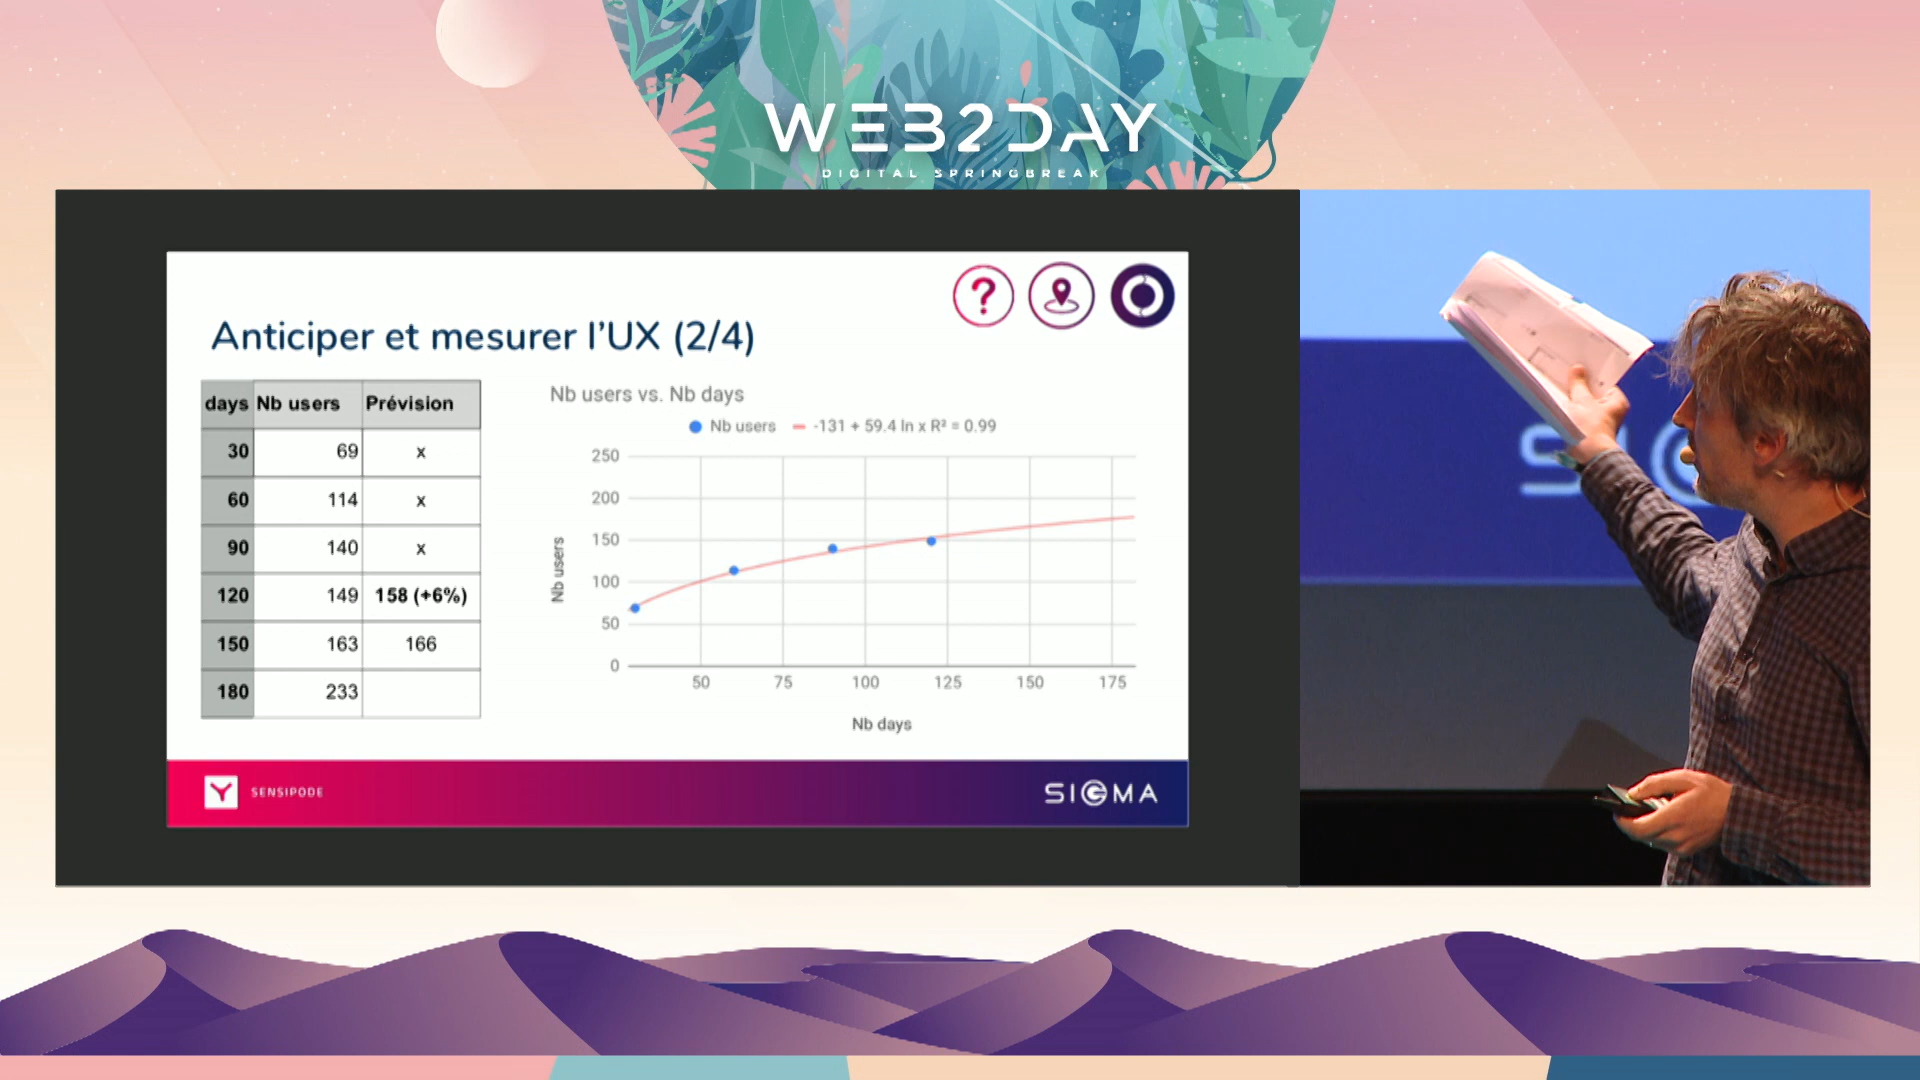 WEB2DAY
DIGITAL SPRINGBREAK
Anticiper et mesurer l'UX (2/4)
days Nb users Prévision
30 69 x
60 114 x
90 140 x
120 149 158 (+6%)
150 163 166
180 233
Nb users vs. Nb days
Nb users -131 + 59.4 ln x R² = 0.99
250
200
150
100
50
0
Nb users
50 75 100 125 150 175
Nb days
SENSIPODE
SIGMA